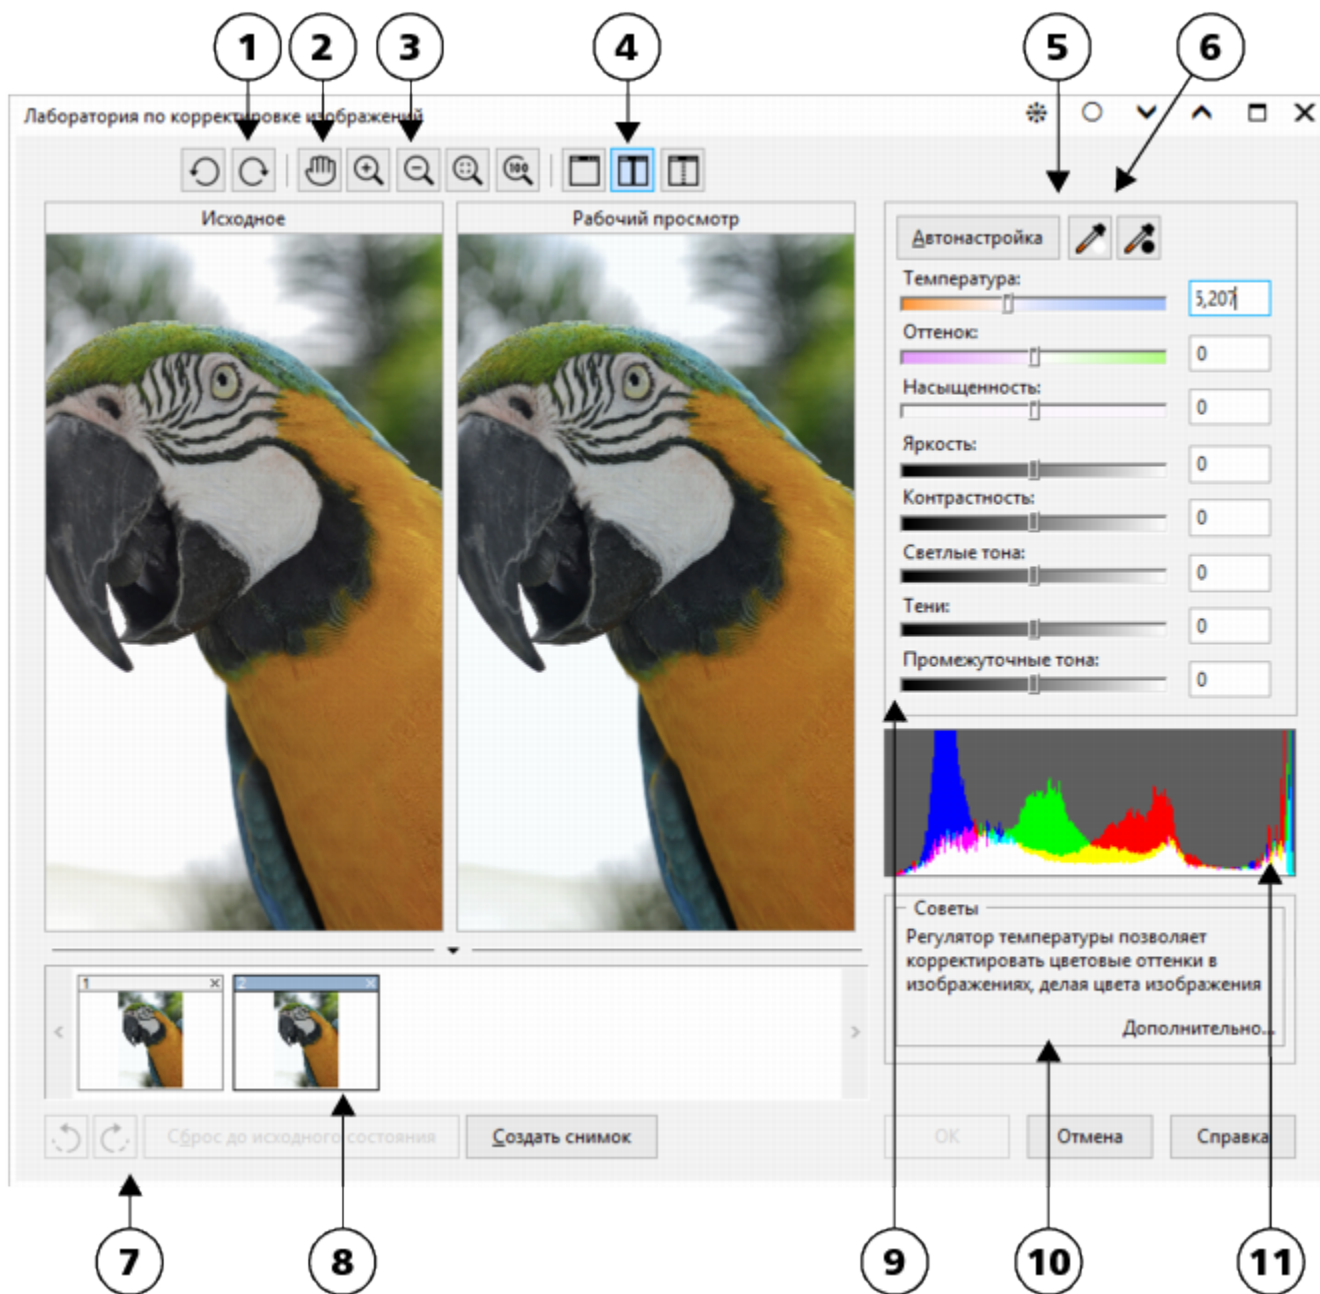 1 2 3 4 5 6
Лаборатория по корректировке изображений
100
Исходное
Рабочий просмотр
Автонастройка
Температура:
5,207
Оттенок:
0
Насыщенность:
0
Яркость:
0
Контрастность:
0
Светлые тона:
0
Тени:
0
Промежуточные тона:
0
Советы
Регулятор температуры позволяет
корректировать цветовые оттенки в
изображениях, делая цвета изображения
Дополнительно...
1
2
Сброс до исходного состояния
Создать снимок
ОК
Отмена
Справка
7 8 9 10 11